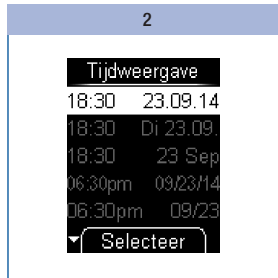 2
Tijdweergave
18:30 23.09.14
18:30 Di 23.09.
18:30 23 Sep
06:30pm 09/23/14
06:30pm 09/23
Selecteer